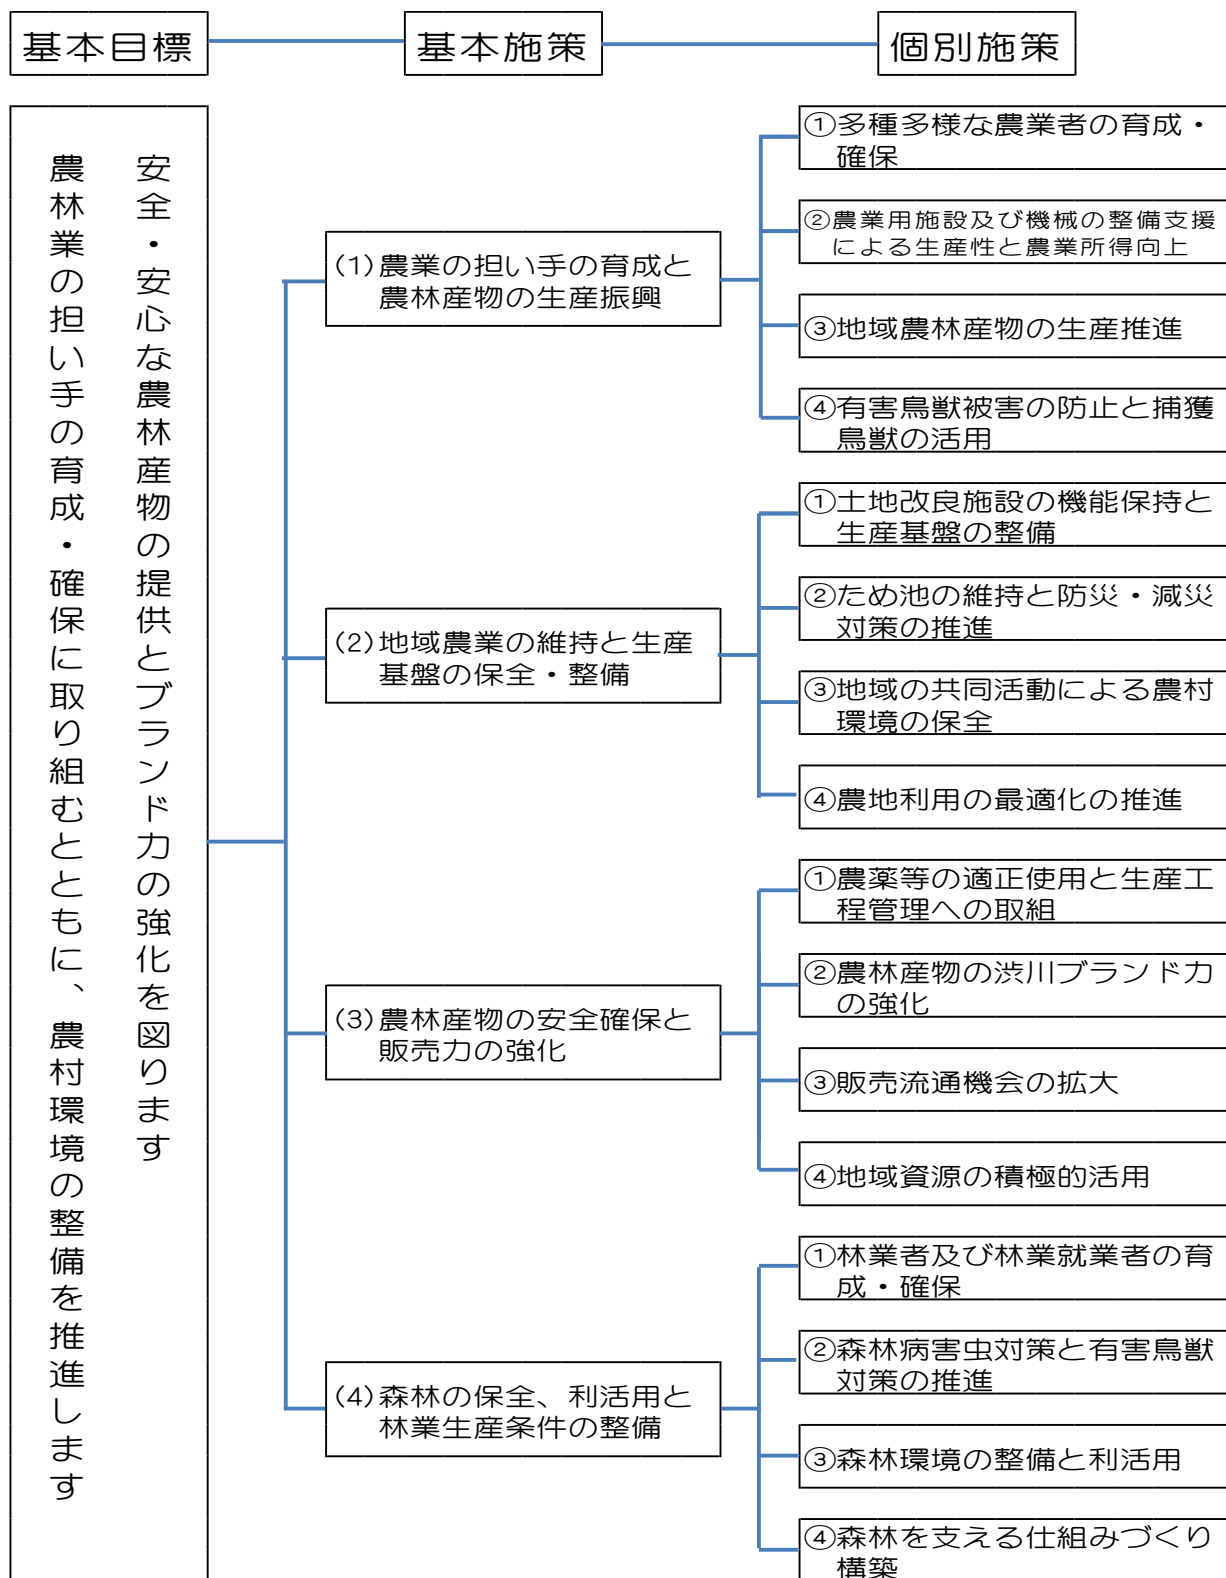 基本目標
基本施策
個別施策
安全・安心な農林産物の提供とブランド力の強化を図ります
農林業の担い手の育成・確保に取り組むとともに、農村環境の整備を推進します
(1)農業の担い手の育成と
農林産物の生産振興
①多種多様な農業者の育成・
確保
②農業用施設及び機械の整備支援
による生産性と農業所得向上
③地域農林産物の生産推進
④有害鳥獣被害の防止と捕獲
鳥獣の活用
(2)地域農業の維持と生産
基盤の保全・整備
①土地改良施設の機能保持と
生産基盤の整備
②ため池の維持と防災・減災
対策の推進
③地域の共同活動による農村
環境の保全
④農地利用の最適化の推進
(3)農林産物の安全確保と
販売力の強化
①農薬等の適正使用と生産工
程管理への取組
②農林産物の渋川ブランド力
の強化
③販売流通機会の拡大
④地域資源の積極的活用
(4)森林の保全、利活用と
林業生産条件の整備
①林業者及び林業就業者の育
成・確保
②森林病害虫対策と有害鳥獣
対策の推進
③森林環境の整備と利活用
④森林を支える仕組みづくり
構築